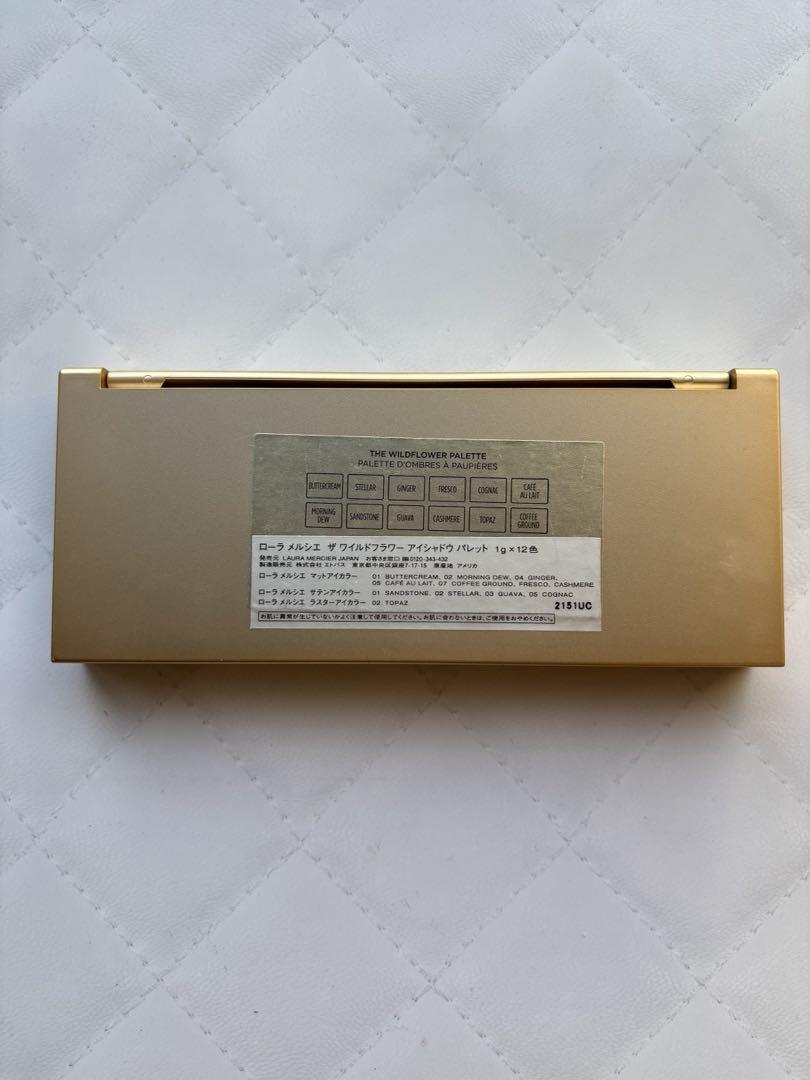 THE WILDFLOWER PALETTE
PALETTE D'OMBRES À PAUPIÈRES
BUTTERCREAM STELLAR GINGER FRESCO COGNAC CAFÉ AU LAIT
MORNING DEW SANDSTONE GUAVA CASHMERE TOPAZ COFFEE GROUND
ローラ メルシエ ザ ワイルドフラワー アイシャドウ パレット 1g×12色
発売元 LAURA MERCIER JAPAN お客さま窓口 0120-343-432
製造販売元 株式会社 エトバス 東京都中央区銀座7-17-15 原産地 アメリカ
ローラ メルシエ マットアイカラー 01 BUTTERCREAM, 02 MORNING DEW, 04 GINGER,
05 CAFÉ AU LAIT, 07 COFFEE GROUND, FRESCO, CASHMERE
ローラ メルシエ サテンアイカラー 01 SANDSTONE, 02 STELLAR, 03 GUAVA, 05 COGNAC
ローラ メルシエ ラスターアイカラー 02 TOPAZ
2151UC
お肌に異常が生じていないかよく注意して使用してください。お肌に合わないときは、ご使用をおやめください。